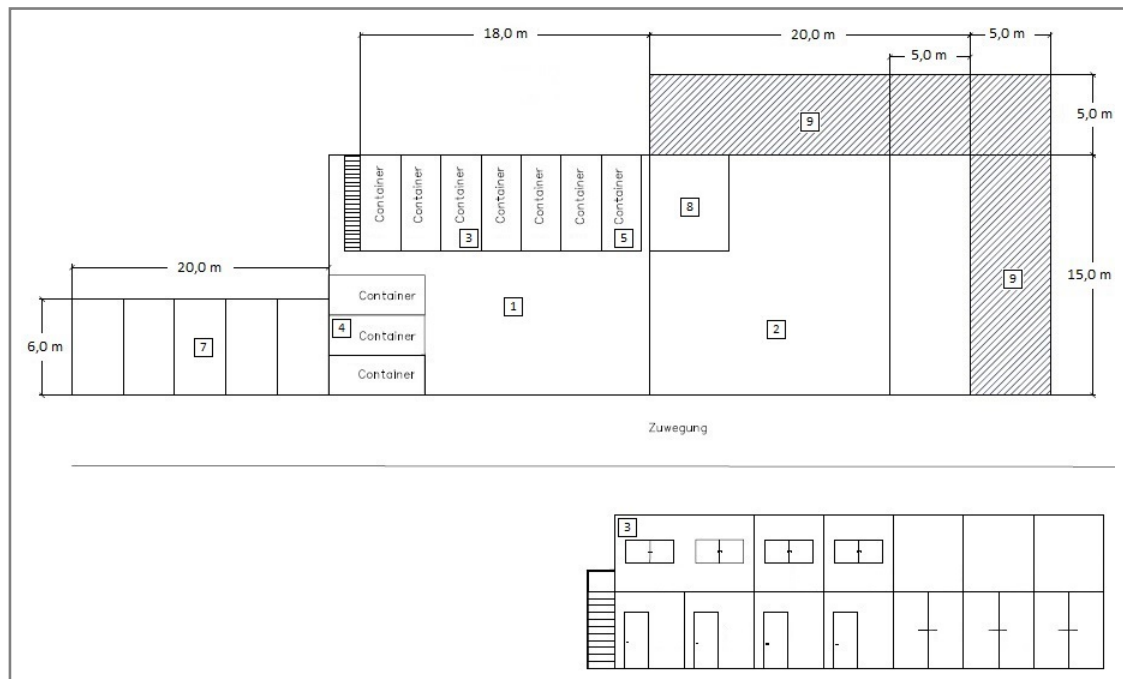 18,0 m
20,0 m
5,0 m
5,0 m
9
5,0 m
Container
Container
Container
Container
Container
Container
Container
3
5
8
20,0 m
9
15,0 m
Container
1
6,0 m
7
4
Container
2
Container
Zuwegung
3